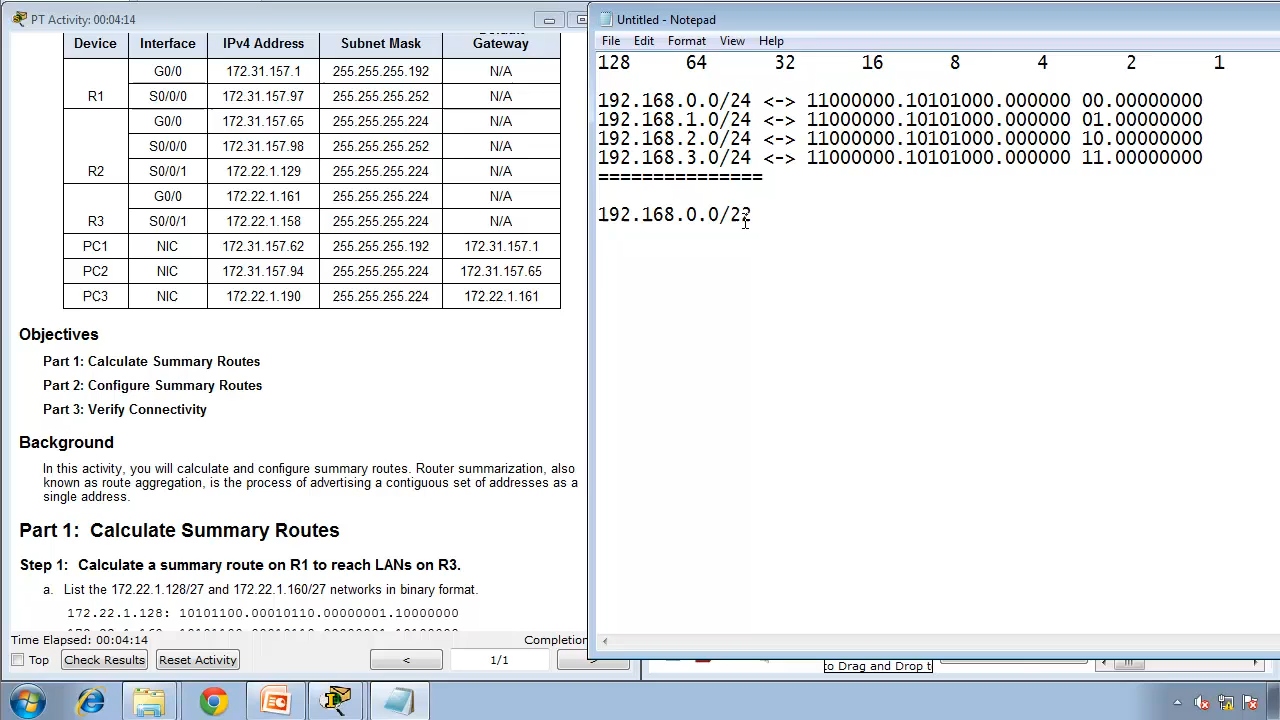 PT Activity: 00:04:14
Device Interface IPv4 Address Subnet Mask Default Gateway
G0/0 172.31.157.1 255.255.255.192 N/A
R1 S0/0/0 172.31.157.97 255.255.255.252 N/A
G0/0 172.31.157.65 255.255.255.224 N/A
S0/0/0 172.31.157.98 255.255.255.252 N/A
R2 S0/0/1 172.22.1.129 255.255.255.224 N/A
G0/0 172.22.1.161 255.255.255.224 N/A
R3 S0/0/1 172.22.1.158 255.255.255.224 N/A
PC1 NIC 172.31.157.62 255.255.255.192 172.31.157.1
PC2 NIC 172.31.157.94 255.255.255.224 172.31.157.65
PC3 NIC 172.22.1.190 255.255.255.224 172.22.1.161
Objectives
Part 1: Calculate Summary Routes
Part 2: Configure Summary Routes
Part 3: Verify Connectivity
Background
In this activity, you will calculate and configure summary routes. Router summarization, also
known as route aggregation, is the process of advertising a contiguous set of addresses as a
single address.
Part 1: Calculate Summary Routes
Step 1: Calculate a summary route on R1 to reach LANs on R3.
a. List the 172.22.1.128/27 and 172.22.1.160/27 networks in binary format.
172.22.1.128: 10101100.00010110.00000001.10000000
Time Elapsed: 00:04:14 Completion
Top Check Results Reset Activity < 1/1 >
Untitled - Notepad
File Edit Format View Help
128 64 32 16 8 4 2 1
192.168.0.0/24 <-> 11000000.10101000.000000 00.00000000
192.168.1.0/24 <-> 11000000.10101000.000000 01.00000000
192.168.2.0/24 <-> 11000000.10101000.000000 10.00000000
192.168.3.0/24 <-> 11000000.10101000.000000 11.00000000
===============
192.168.0.0/22
to Drag and Drop t